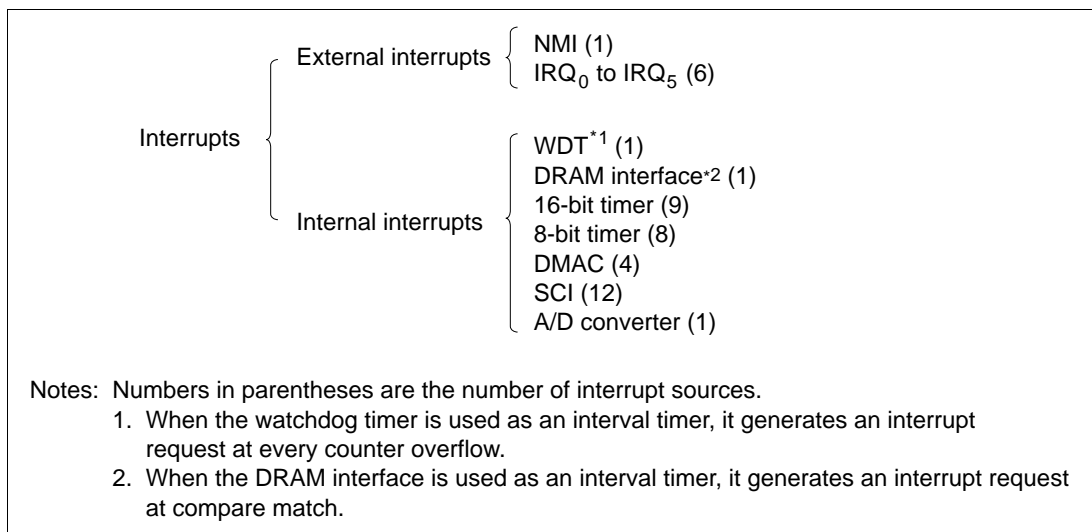 External interrupts
NMI (1)
IRQ₀ to IRQ₅ (6)
Interrupts
Internal interrupts
WDT*¹ (1)
DRAM interface*² (1)
16-bit timer (9)
8-bit timer (8)
DMAC (4)
SCI (12)
A/D converter (1)
Notes: Numbers in parentheses are the number of interrupt sources.
1. When the watchdog timer is used as an interval timer, it generates an interrupt
request at every counter overflow.
2. When the DRAM interface is used as an interval timer, it generates an interrupt request
at compare match.